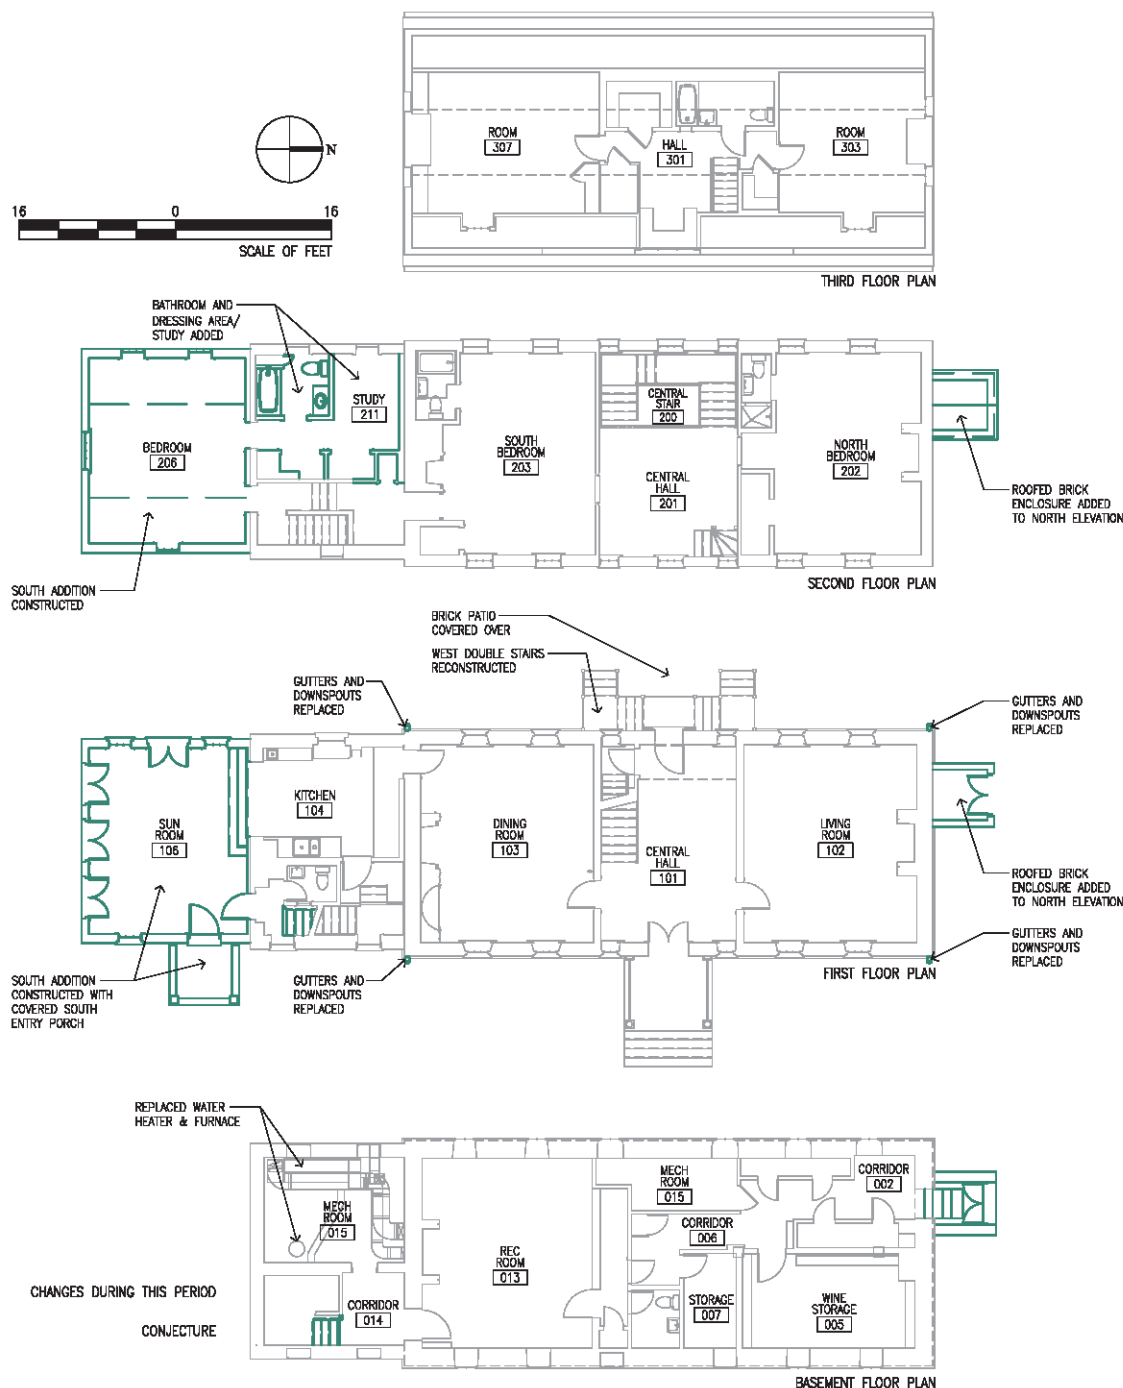 ROOM
307
HALL
301
ROOM
303
N
16 0 16
SCALE OF FEET
THIRD FLOOR PLAN
BATHROOM AND
DRESSING AREA/
STUDY ADDED
STUDY
211
BEDROOM
206
SOUTH
BEDROOM
203
CENTRAL
STAIR
200
CENTRAL
HALL
201
NORTH
BEDROOM
202
ROOFED BRICK
ENCLOSURE ADDED
TO NORTH ELEVATION
SOUTH ADDITION
CONSTRUCTED
SECOND FLOOR PLAN
BRICK PATIO
COVERED OVER
WEST DOUBLE STAIRS
RECONSTRUCTED
GUTTERS AND
DOWNSPOUTS
REPLACED
GUTTERS AND
DOWNSPOUTS
REPLACED
KITCHEN
104
SUN
ROOM
106
DINING
ROOM
103
CENTRAL
HALL
101
LIVING
ROOM
102
ROOFED BRICK
ENCLOSURE ADDED
TO NORTH ELEVATION
GUTTERS AND
DOWNSPOUTS
REPLACED
SOUTH ADDITION
CONSTRUCTED WITH
COVERED SOUTH
ENTRY PORCH
GUTTERS AND
DOWNSPOUTS
REPLACED
FIRST FLOOR PLAN
REPLACED WATER
HEATER & FURNACE
MECH
ROOM
015
REC
ROOM
013
MECH
ROOM
015
CORRIDOR
002
CORRIDOR
006
CHANGES DURING THIS PERIOD
CONJECTURE
CORRIDOR
014
STORAGE
007
WINE
STORAGE
005
BASEMENT FLOOR PLAN